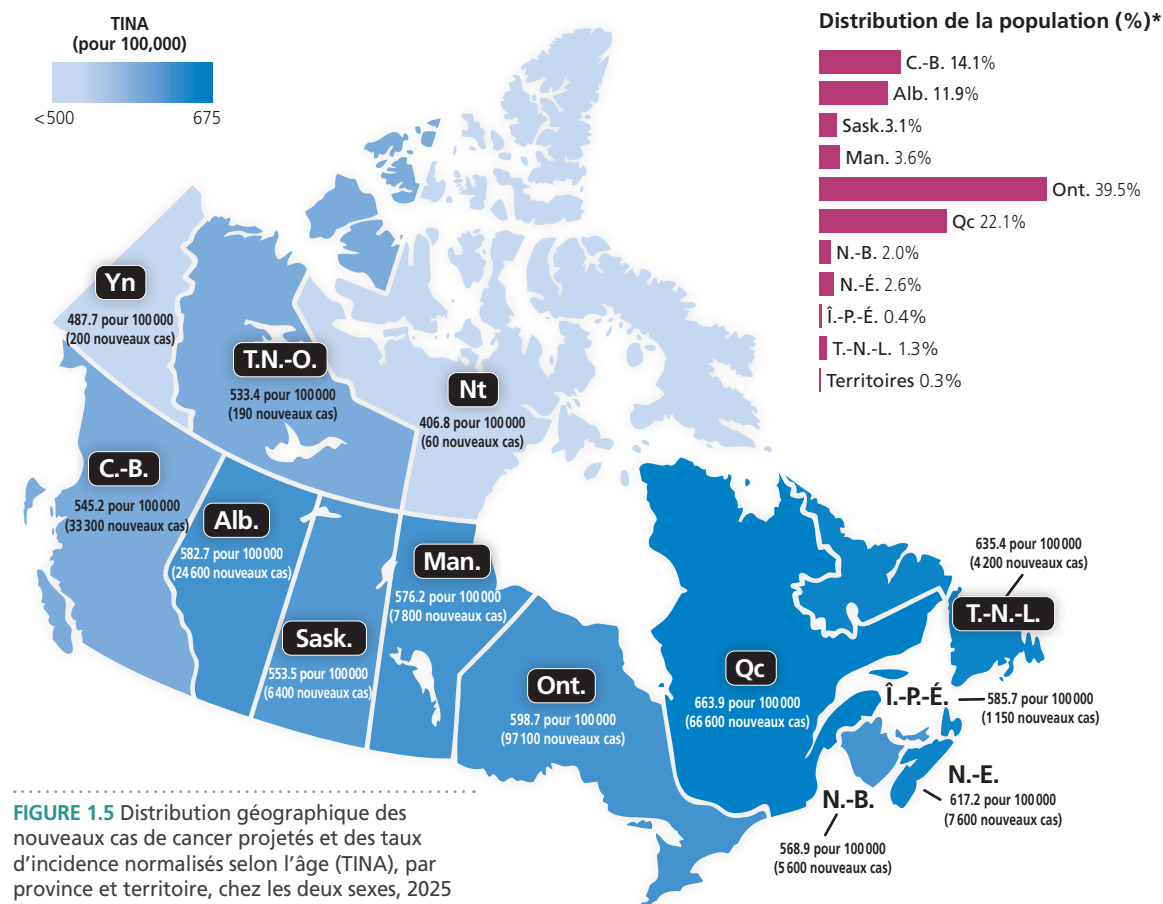 TINA
(pour 100,000)
<500 675
Distribution de la population (%)*
C.-B. 14.1%
Alb. 11.9%
Sask.3.1%
Man. 3.6%
Ont. 39.5%
Qc 22.1%
N.-B. 2.0%
N.-É. 2.6%
Î.-P.-É. 0.4%
T.-N.-L. 1.3%
Territoires 0.3%
Yn
487.7 pour 100 000
(200 nouveaux cas)
T.N.-O.
533.4 pour 100 000
(190 nouveaux cas)
Nt
406.8 pour 100 000
(60 nouveaux cas)
C.-B.
545.2 pour 100 000
(33 300 nouveaux cas)
Alb.
582.7 pour 100 000
(24 600 nouveaux cas)
Man.
576.2 pour 100 000
(7 800 nouveaux cas)
Sask.
553.5 pour 100 000
(6 400 nouveaux cas)
Ont.
598.7 pour 100 000
(97 100 nouveaux cas)
Qc
663.9 pour 100 000
(66 600 nouveaux cas)
635.4 pour 100 000
(4 200 nouveaux cas)
T.-N.-L.
Î.-P.-É.
585.7 pour 100 000
(1 150 nouveaux cas)
N.-E.
617.2 pour 100 000
(7 600 nouveaux cas)
N.-B.
568.9 pour 100 000
(5 600 nouveaux cas)
FIGURE 1.5 Distribution géographique des
nouveaux cas de cancer projetés et des taux
d'incidence normalisés selon l'âge (TINA), par
province et territoire, chez les deux sexes, 2025